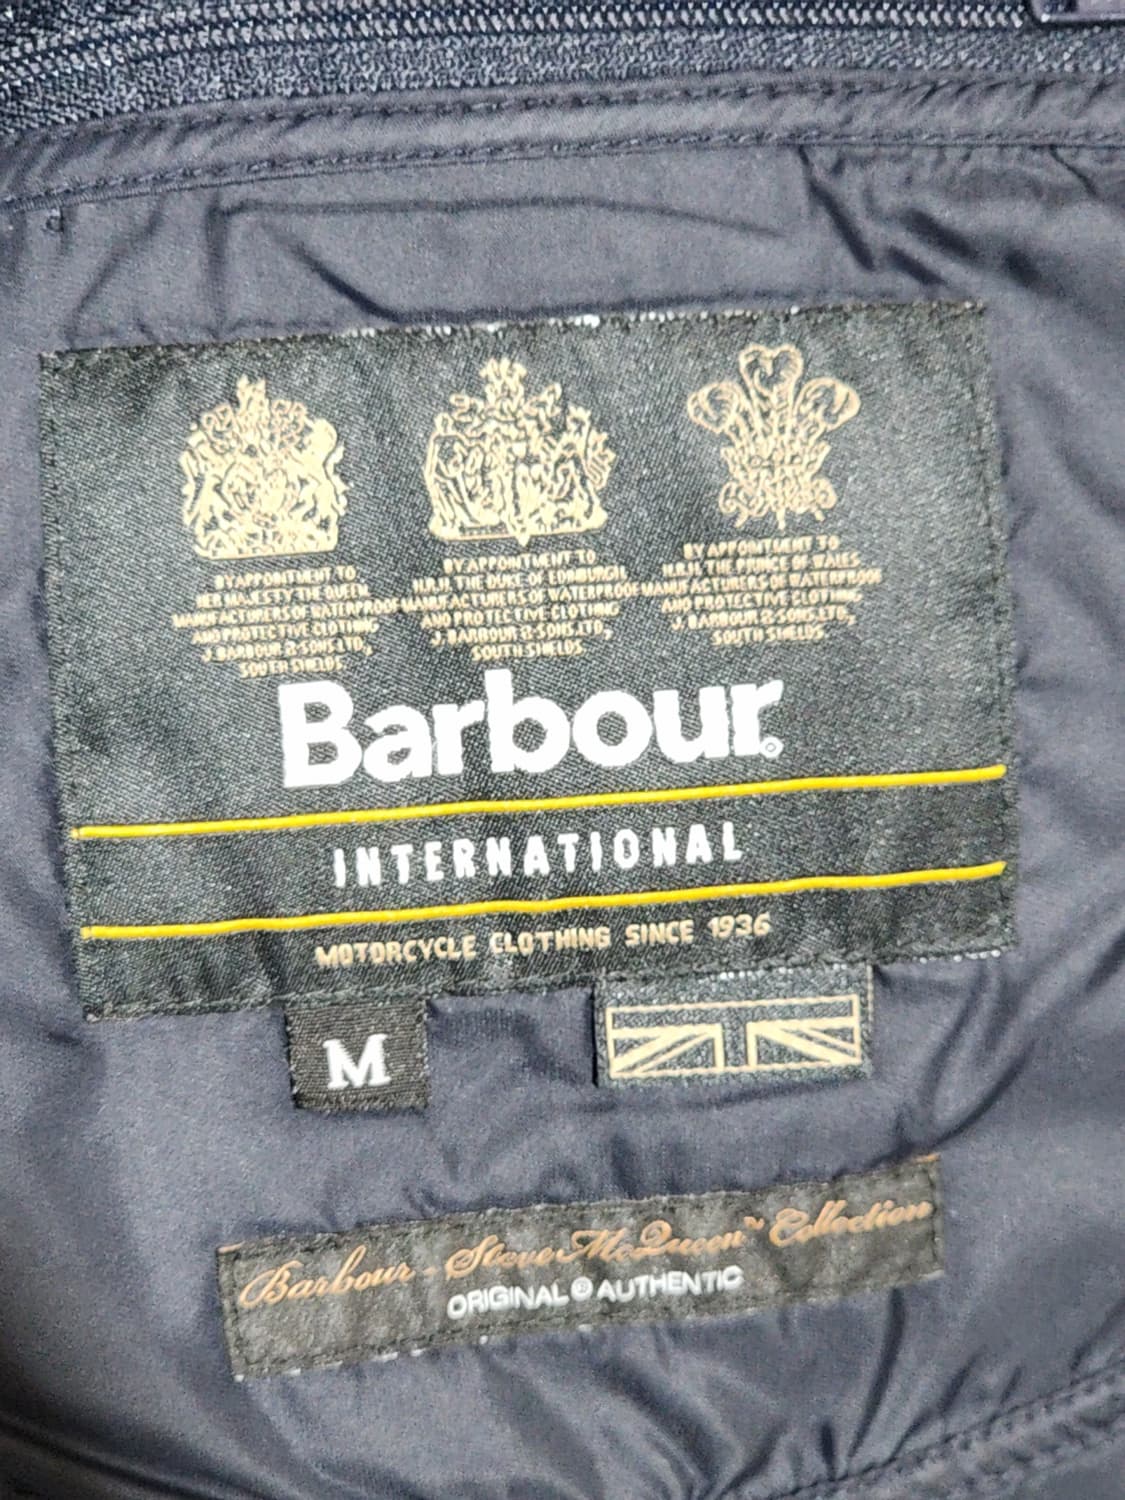 BY APPOINTMENT TO
HER MAJESTY THE QUEEN
MANUFACTURERS OF WATERPROOF
AND PROTECTIVE CLOTHING
J. BARBOUR & SONS LTD.,
SOUTH SHIELDS
BY APPOINTMENT TO
H.R.H. THE DUKE OF EDINBURGH
MANUFACTURERS OF WATERPROOF
AND PROTECTIVE CLOTHING
J. BARBOUR & SONS LTD.,
SOUTH SHIELDS
BY APPOINTMENT TO
H.R.H. THE PRINCE OF WALES
MANUFACTURERS OF WATERPROOF
AND PROTECTIVE CLOTHING
J. BARBOUR & SONS LTD.,
SOUTH SHIELDS
Barbour®
INTERNATIONAL
MOTORCYCLE CLOTHING SINCE 1936
M
Barbour - Steve McQueen™ Collection
ORIGINAL ® AUTHENTIC